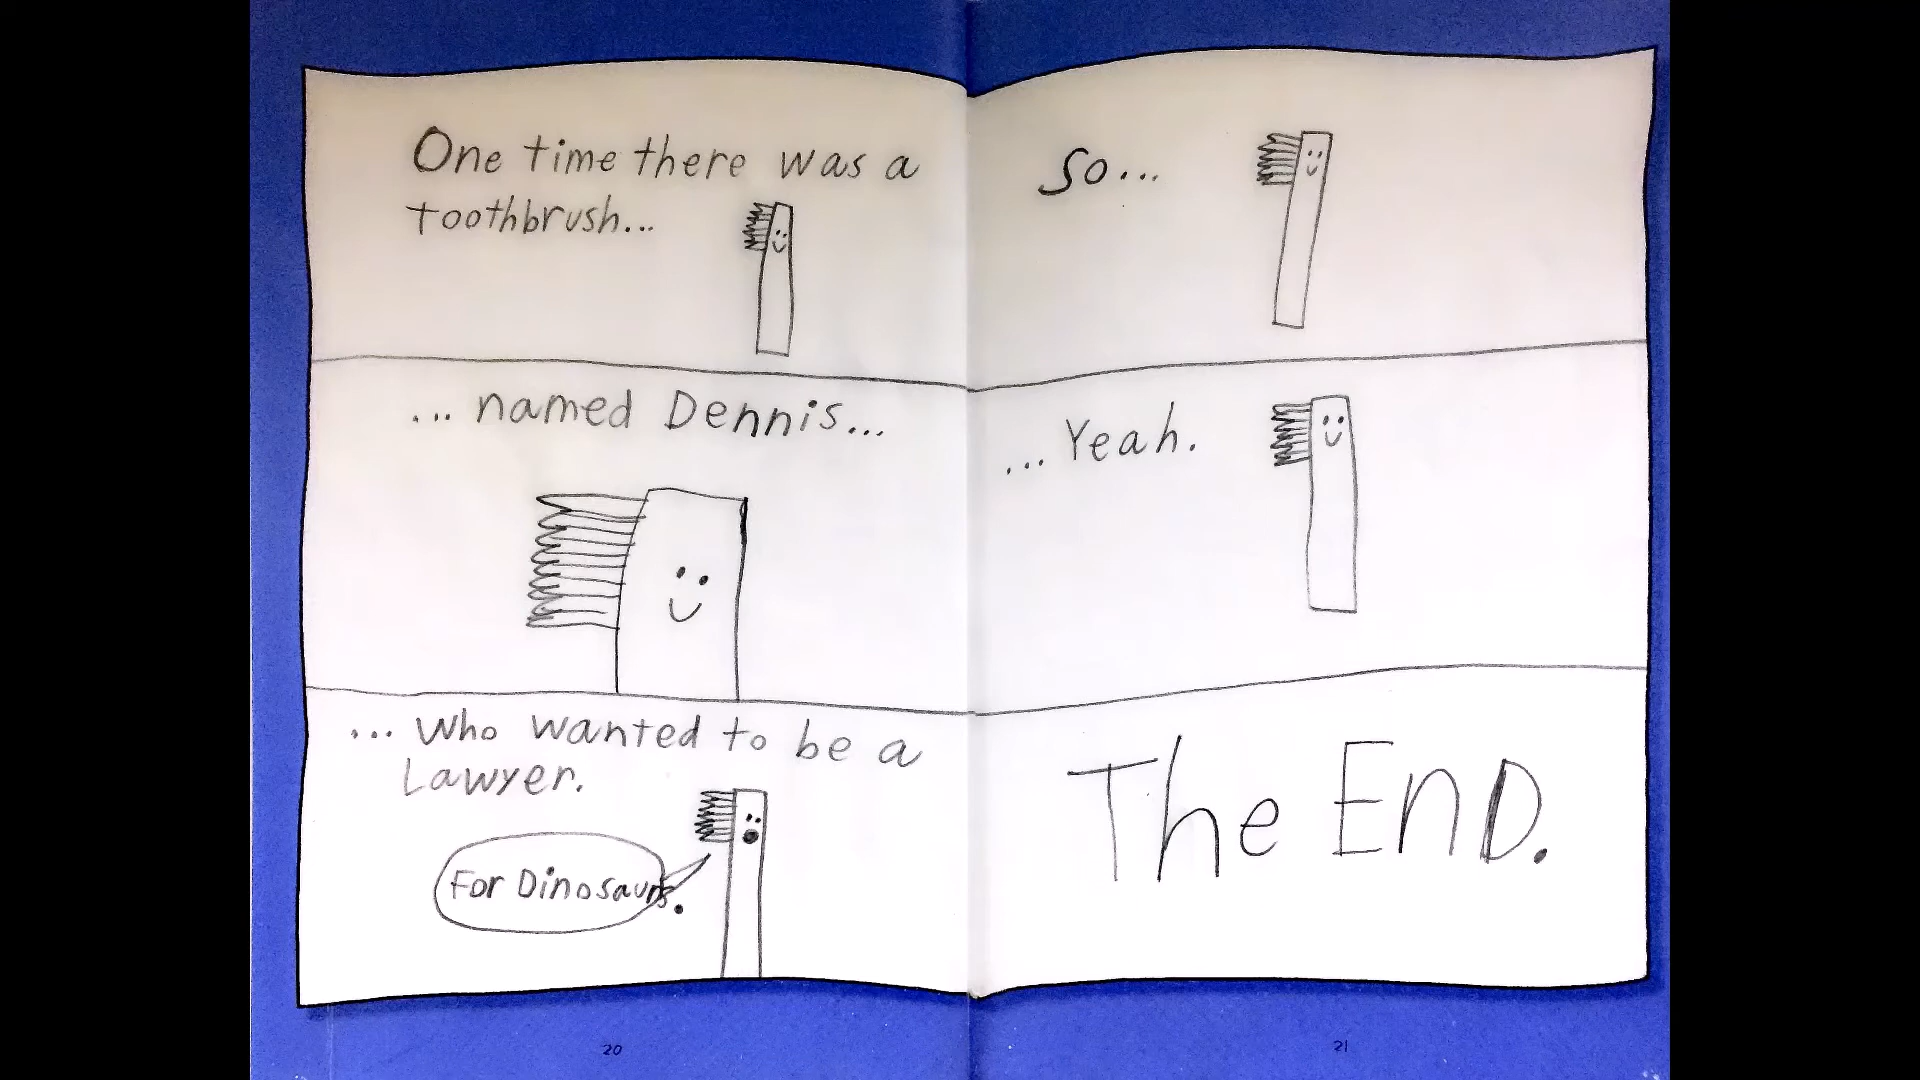 One time there was a
toothbrush...
... named Dennis...
... who wanted to be a
Lawyer.
For Dinosaurs.
So...
... Yeah.
The End.
20
21